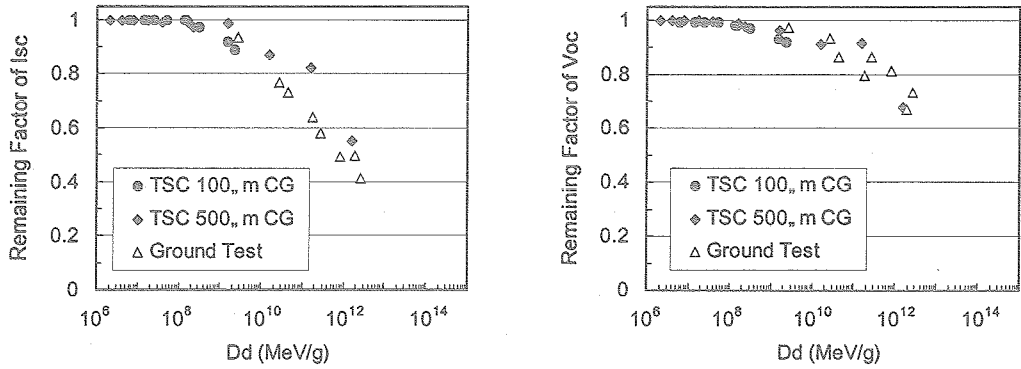 Remaining Factor of Isc
1
0.8
0.6
0.4
0.2
0
TSC 100„ m CG
TSC 500„ m CG
Ground Test
10^6 10^8 10^10 10^12 10^14
Dd (MeV/g)
Remaining Factor of Voc
1
0.8
0.6
0.4
0.2
0
TSC 100„ m CG
TSC 500„ m CG
Ground Test
10^6 10^8 10^10 10^12 10^14
Dd (MeV/g)